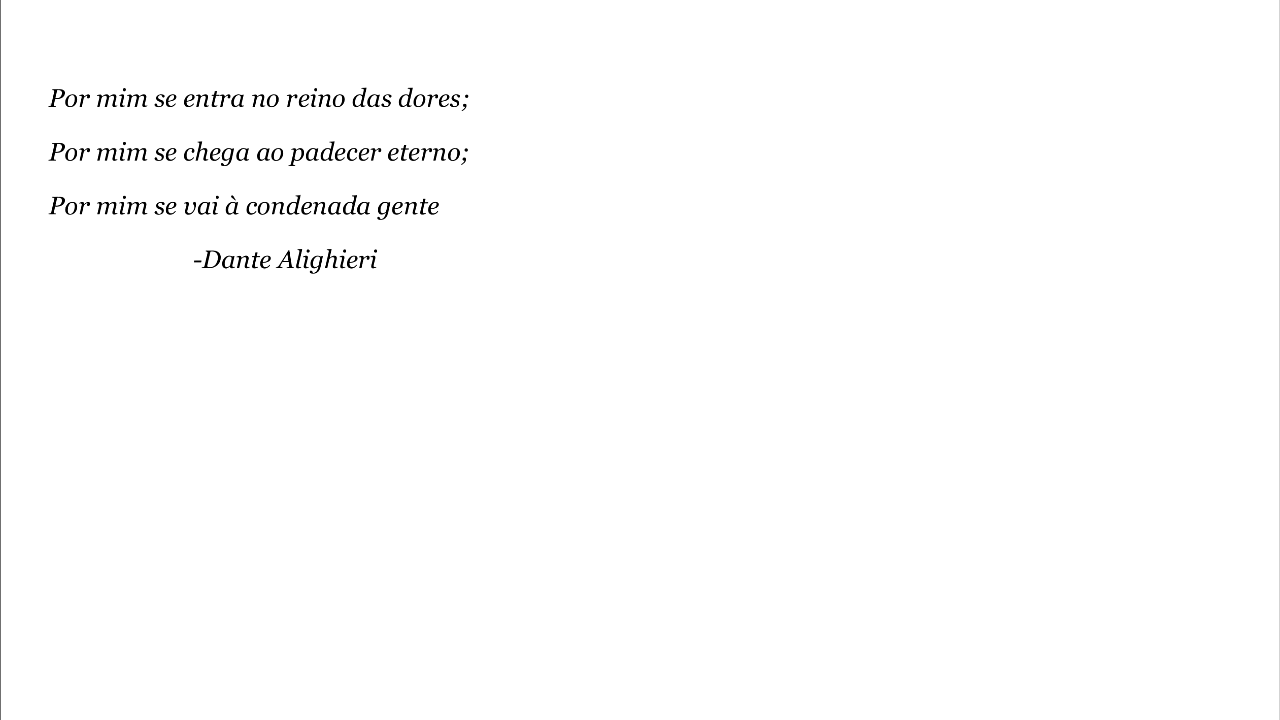 Por mim se entra no reino das dores;
Por mim se chega ao padecer eterno;
Por mim se vai à condenada gente
-Dante Alighieri